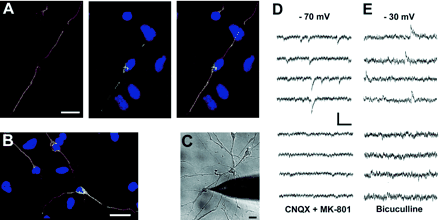 A
D
E
- 70 mV
- 30 mV
B
C
CNQX + MK-801
Bicuculline